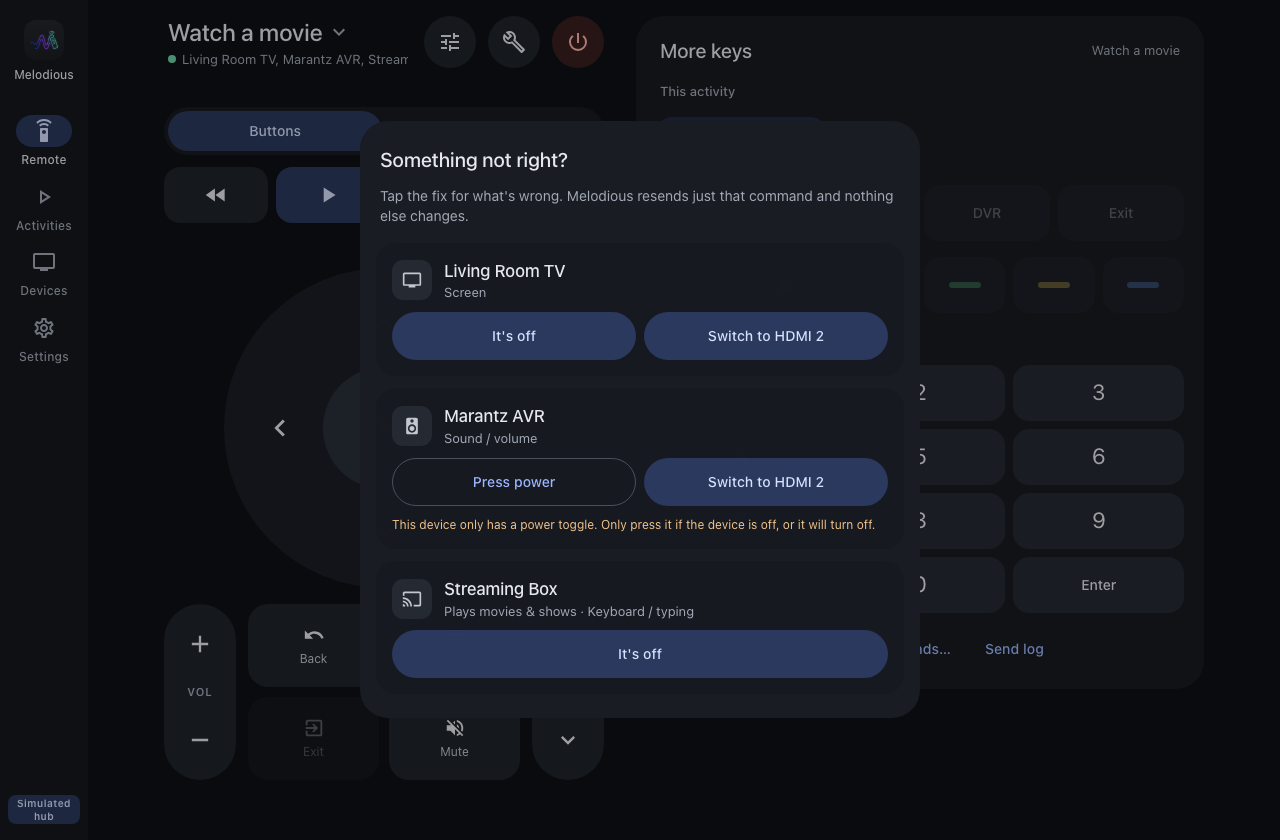 Melodious
Remote
Activities
Devices
Settings
Simulated
hub
Watch a movie
Living Room TV, Marantz AVR, Stream
Buttons
More keys
Watch a movie
This activity
DVR
Exit
Something not right?
Tap the fix for what's wrong. Melodious resends just that command and nothing
else changes.
Living Room TV
Screen
It's off
Switch to HDMI 2
Marantz AVR
Sound / volume
Press power
Switch to HDMI 2
This device only has a power toggle. Only press it if the device is off, or it will turn off.
Streaming Box
Plays movies & shows · Keyboard / typing
It's off
3
6
9
Enter
Send log
VOL
Back
Exit
Mute